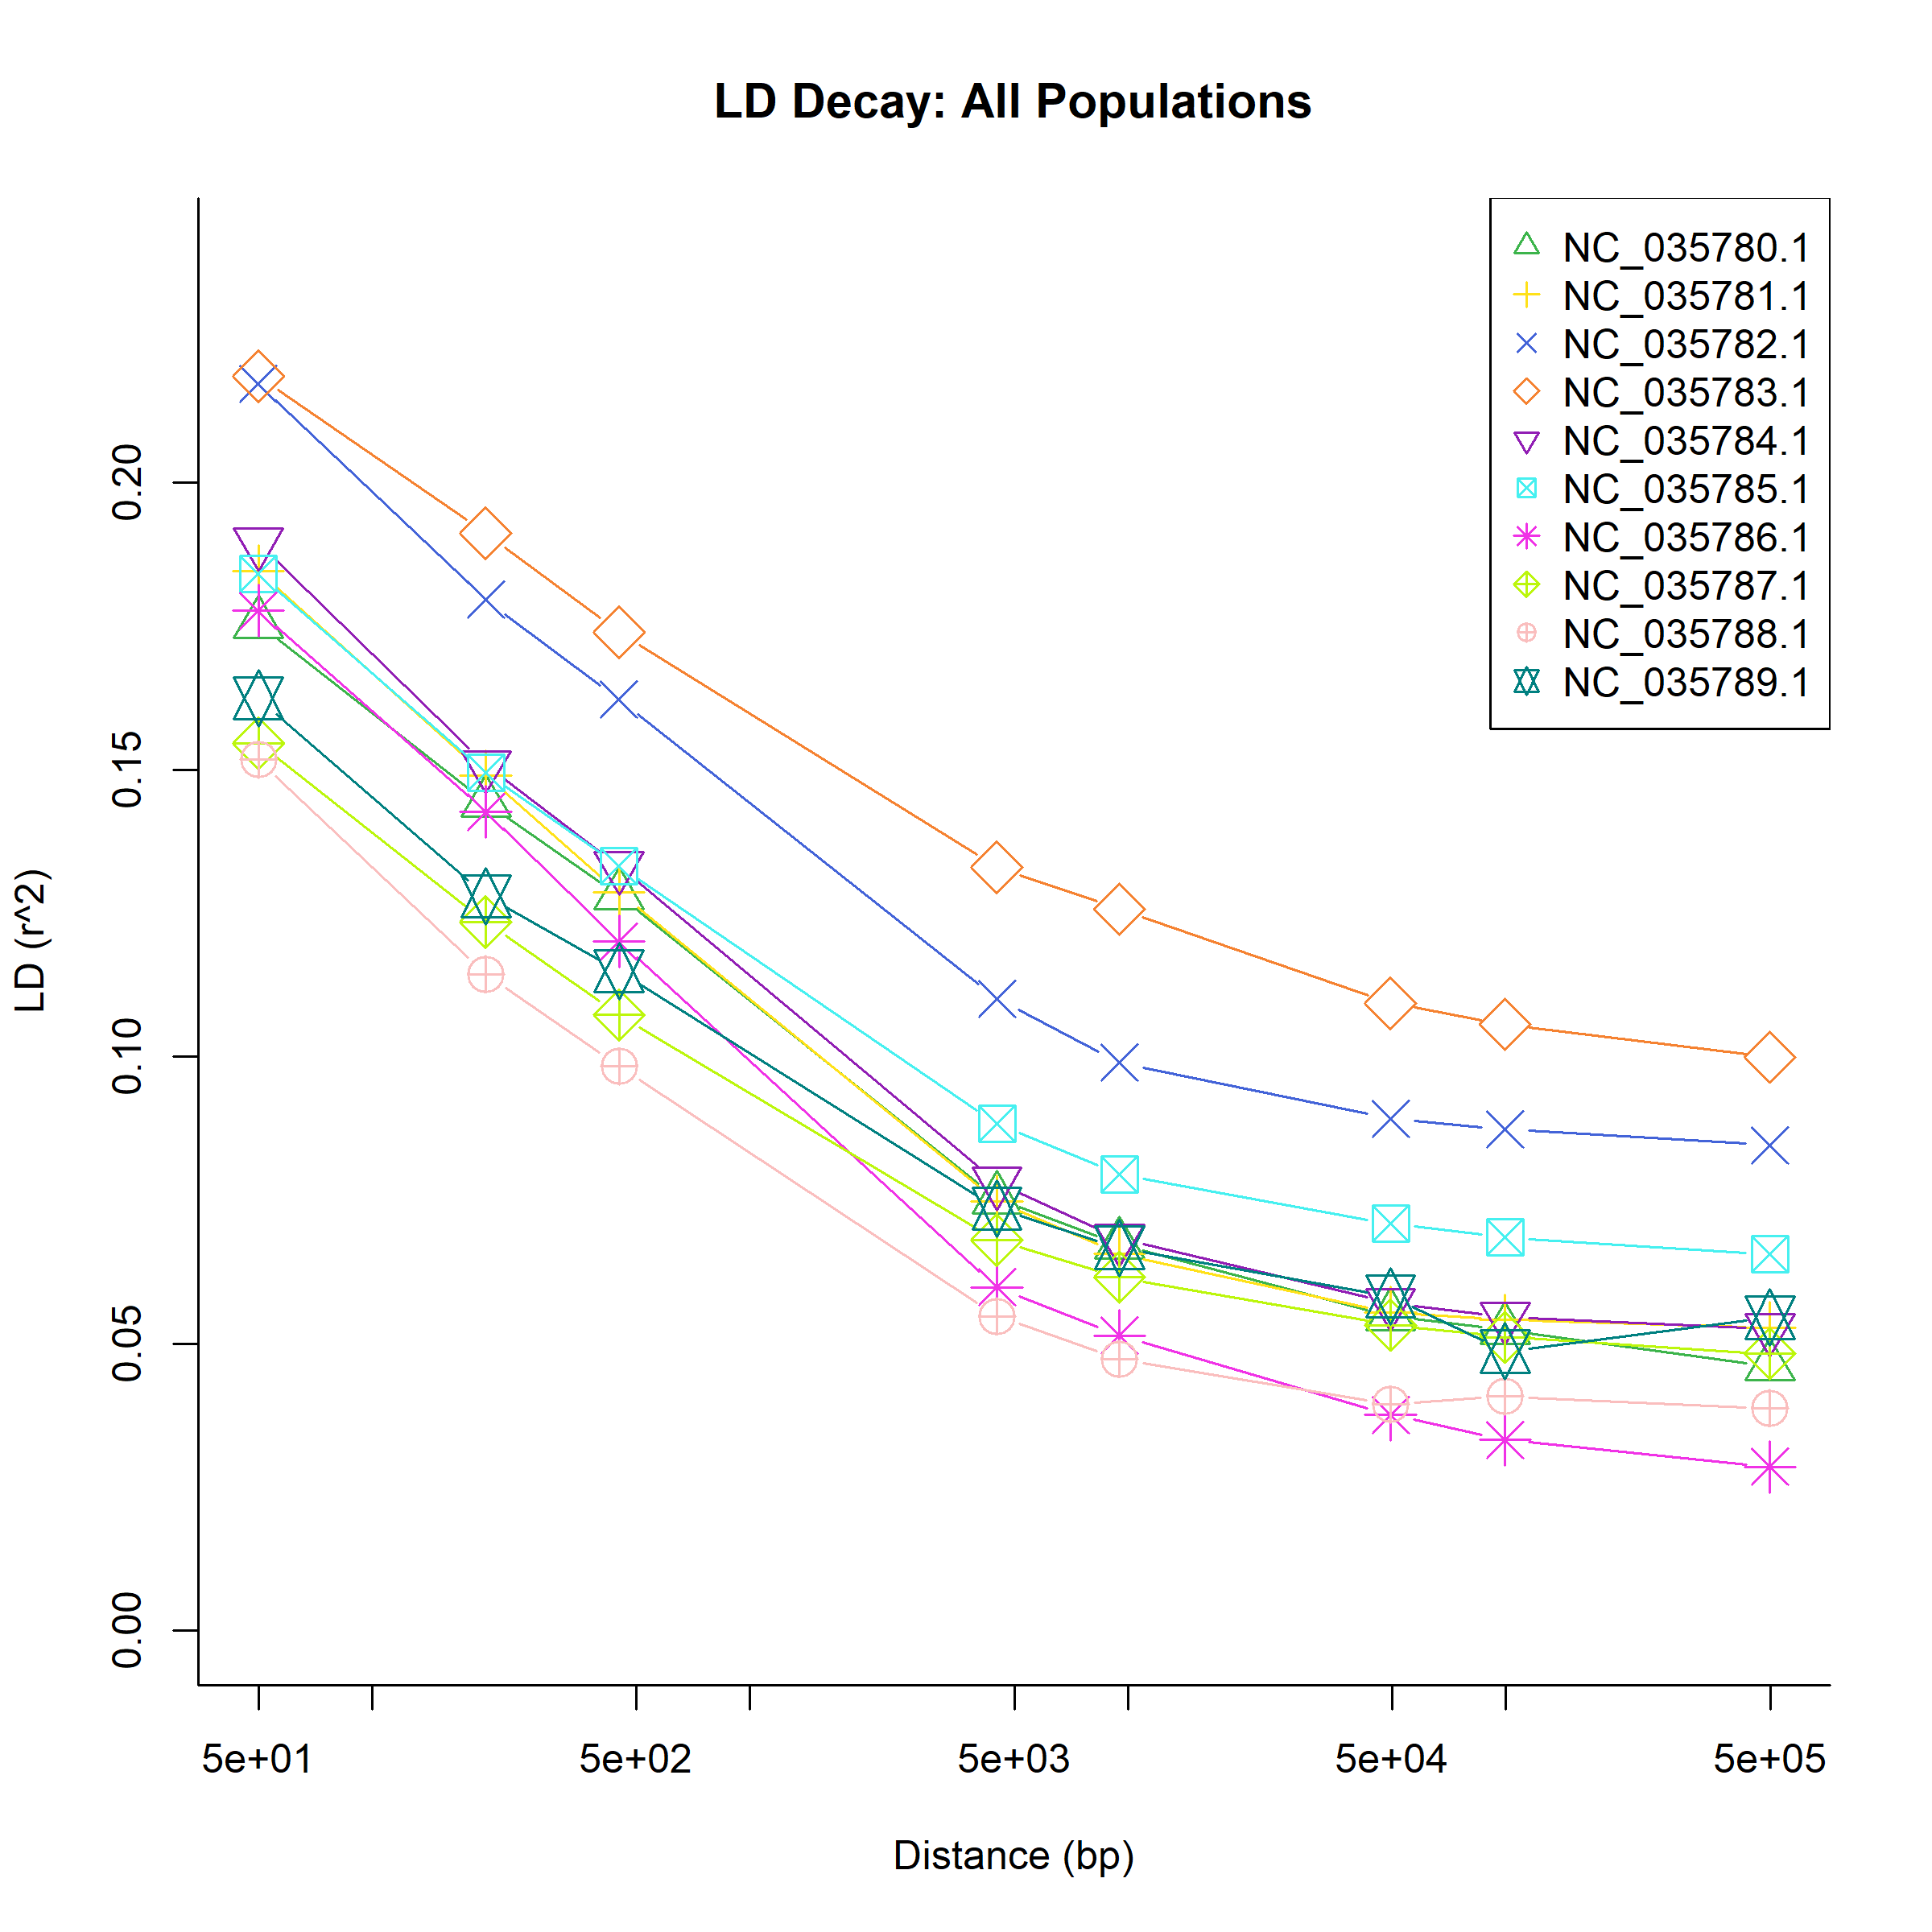 LD Decay: All Populations
NC_035780.1
NC_035781.1
NC_035782.1
NC_035783.1
NC_035784.1
NC_035785.1
NC_035786.1
NC_035787.1
NC_035788.1
NC_035789.1
LD (r^2)
0.20
0.15
0.10
0.05
0.00
5e+01 5e+02 5e+03 5e+04 5e+05
Distance (bp)